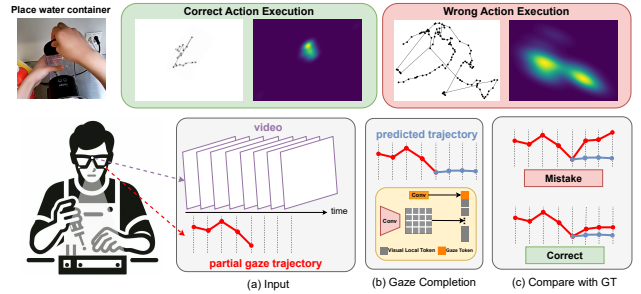 Place water container
Correct Action Execution
Wrong Action Execution
video
time
partial gaze trajectory
(a) Input
predicted trajectory
Conv
Conv
Visual Local Token
Gaze Token
(b) Gaze Completion
Mistake
Correct
(c) Compare with GT